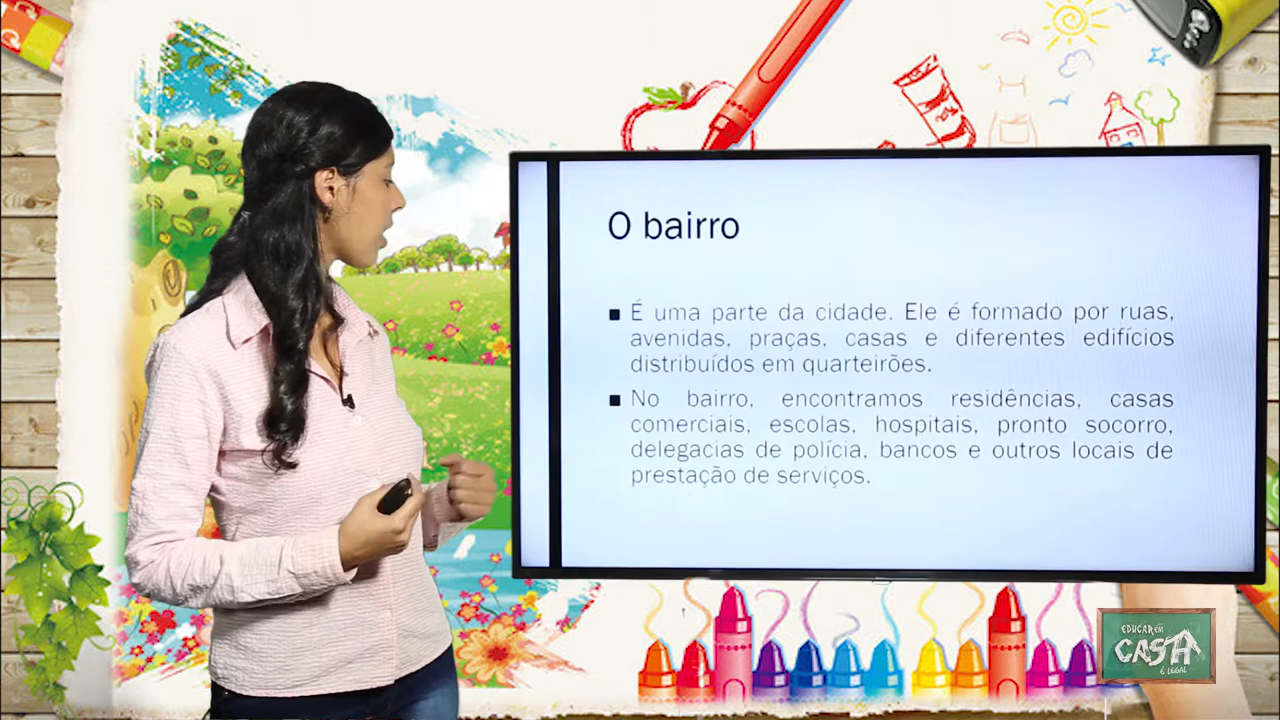 O bairro
■ É uma parte da cidade. Ele é formado por ruas,
avenidas, praças, casas e diferentes edifícios
distribuídos em quarteirões.
■ No bairro, encontramos residências, casas
comerciais, escolas, hospitais, pronto socorro,
delegacias de polícia, bancos e outros locais de
prestação de serviços.
EDUCAR EM
CASA
É LEGAL